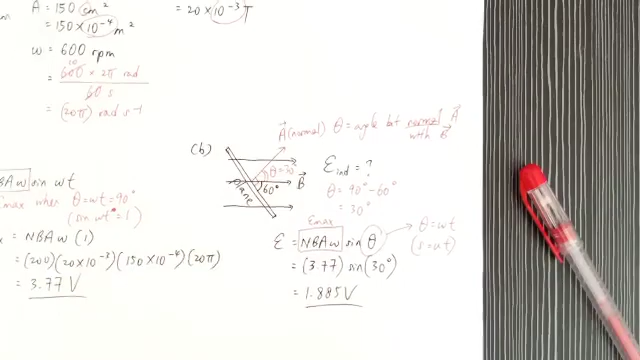 A = 150 cm²
= 150 × 10⁻⁴ m²
ω = 600 rpm
= 600 × 2π rad
10
60 s
= (20π) rad s⁻¹
= 20 × 10⁻³ T
NBAω sin ωt
Emax when θ = ωt = 90°
(sin ωt = 1)
= NBAω (1)
= (200)(20 × 10⁻³)(150 × 10⁻⁴)(20π)
= 3.77 V
(b)
A (normal)
θ = angle bet normal A
with B
θ = 30°
B
60°
plane
Eind = ?
θ = 90° - 60°
= 30°
Emax
ε = NBAω sin θ
θ = ωt
(s = ut)
= (3.77) sin (30°)
= 1.885 V